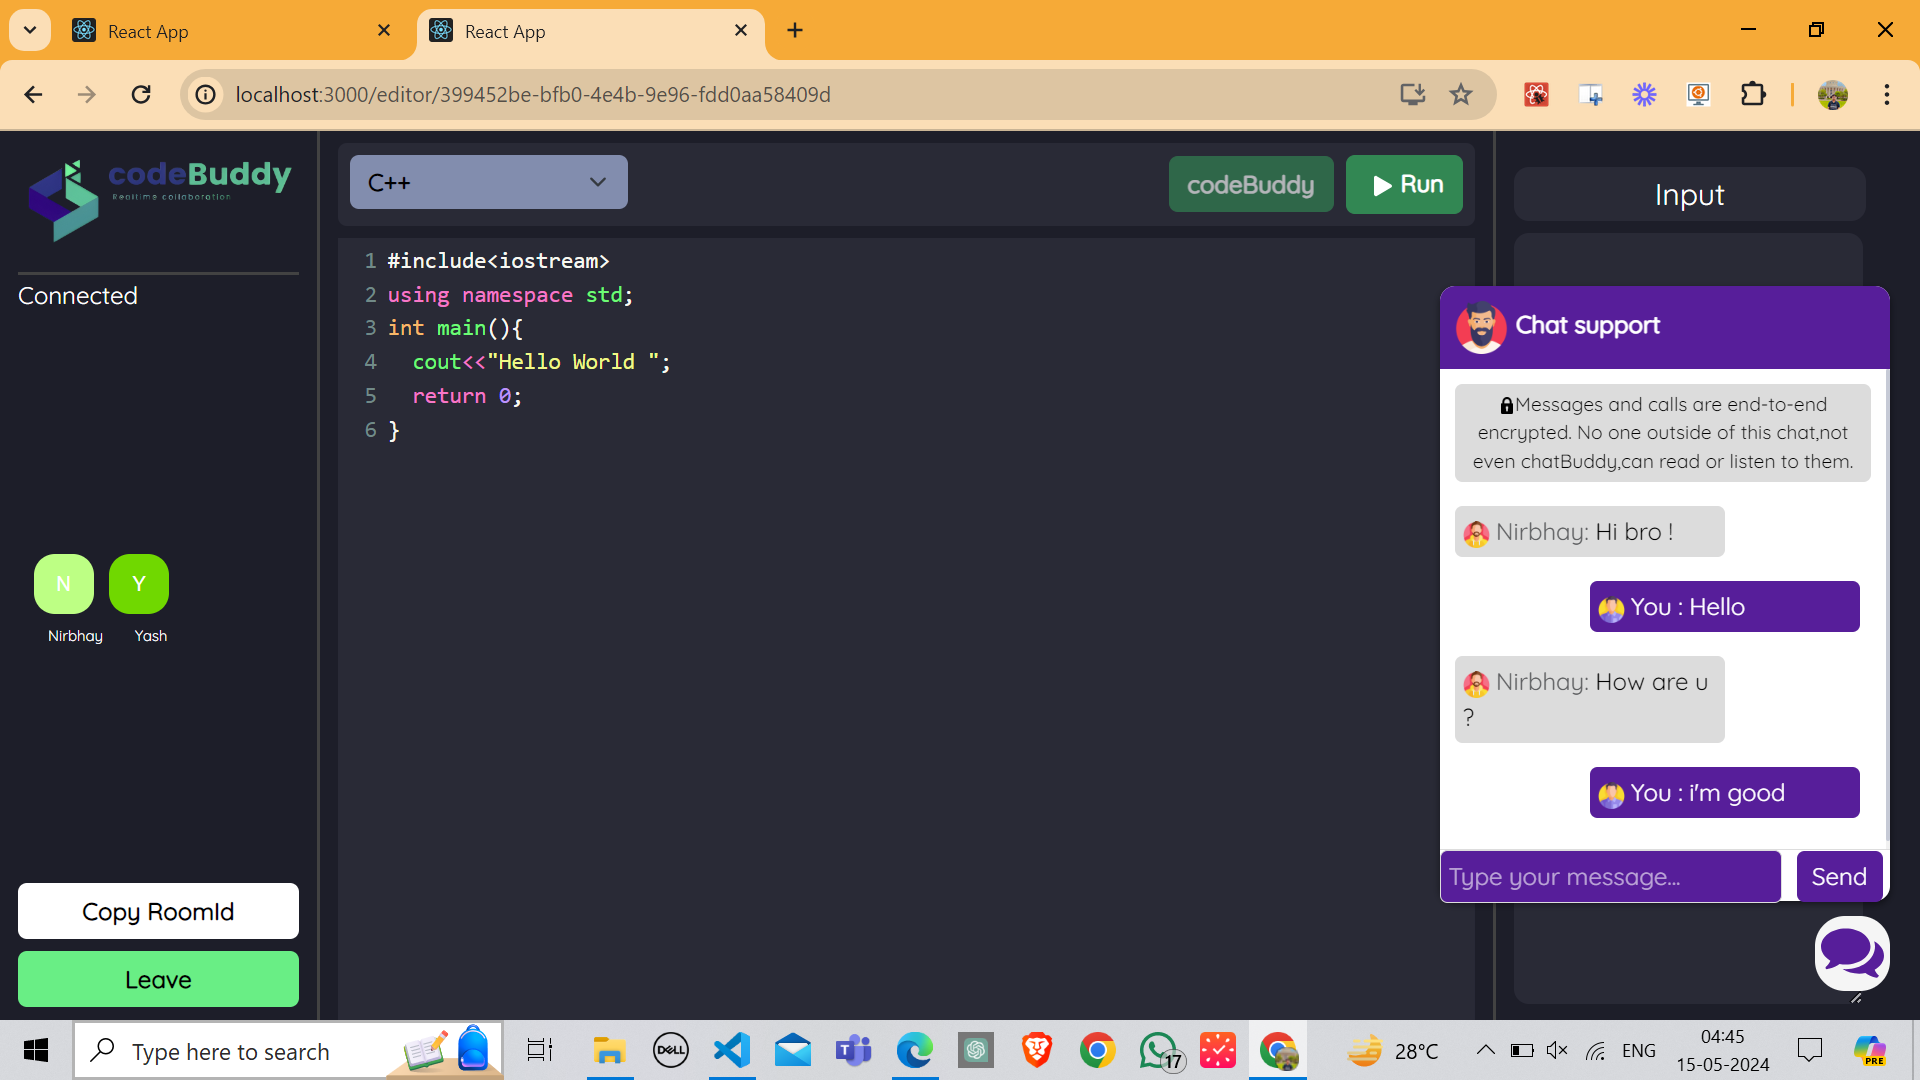 React App
React App
localhost:3000/editor/399452be-bfb0-4e4b-9e96-fdd0aa58409d
codeBuddy
Realtime collaboration
Connected
N
Y
Nirbhay
Yash
Copy RoomId
Leave
C++
codeBuddy
Run
1 #include<iostream>
2 using namespace std;
3 int main(){
4 cout<<"Hello World ";
5 return 0;
6 }
Input
Chat support
Messages and calls are end-to-end
encrypted. No one outside of this chat,not
even chatBuddy,can read or listen to them.
Nirbhay: Hi bro !
You : Hello
Nirbhay: How are u
?
You : i'm good
Type your message...
Send
Type here to search
DELL
17
28°C
ENG
04:45
15-05-2024
PRE